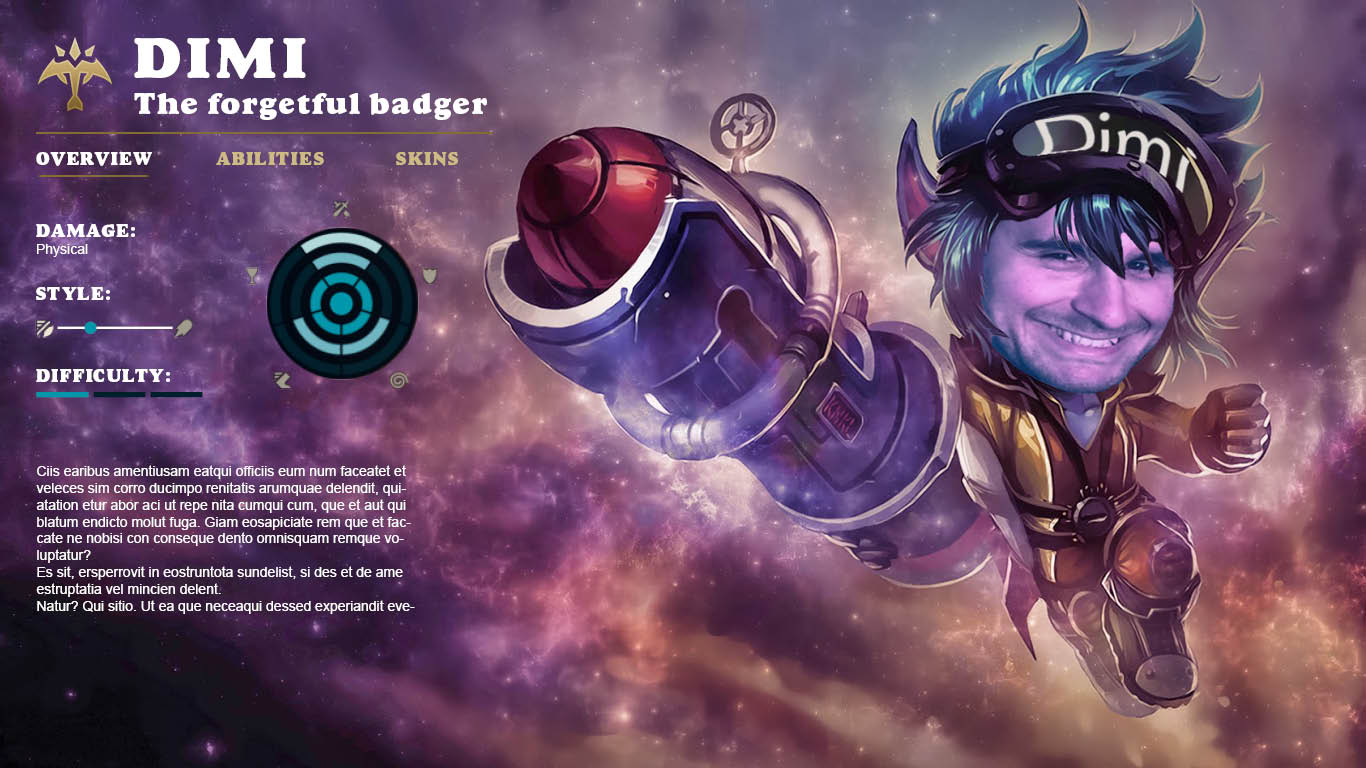 DIMI
The forgetful badger
OVERVIEW ABILITIES SKINS
DAMAGE:
Physical
STYLE:
DIFFICULTY:
Ciis earibus amentiusam eatqui officiis eum num faceatet et
veleces sim corro ducimpo renitatis arumquae delendit, qui-
atation etur abor aci ut repe nita cumqui cum, que et aut qui
blatum endicto molut fuga. Giam eosapiciate rem que et fac-
cate ne nobisi con conseque dento omnisquam remque vo-
luptatur?
Es sit, ersperrovit in eostruntota sundelist, si des et de ame
estruptatia vel mincien delent.
Natur? Qui sitio. Ut ea que neceaqui dessed experiandit eve-
Dimi